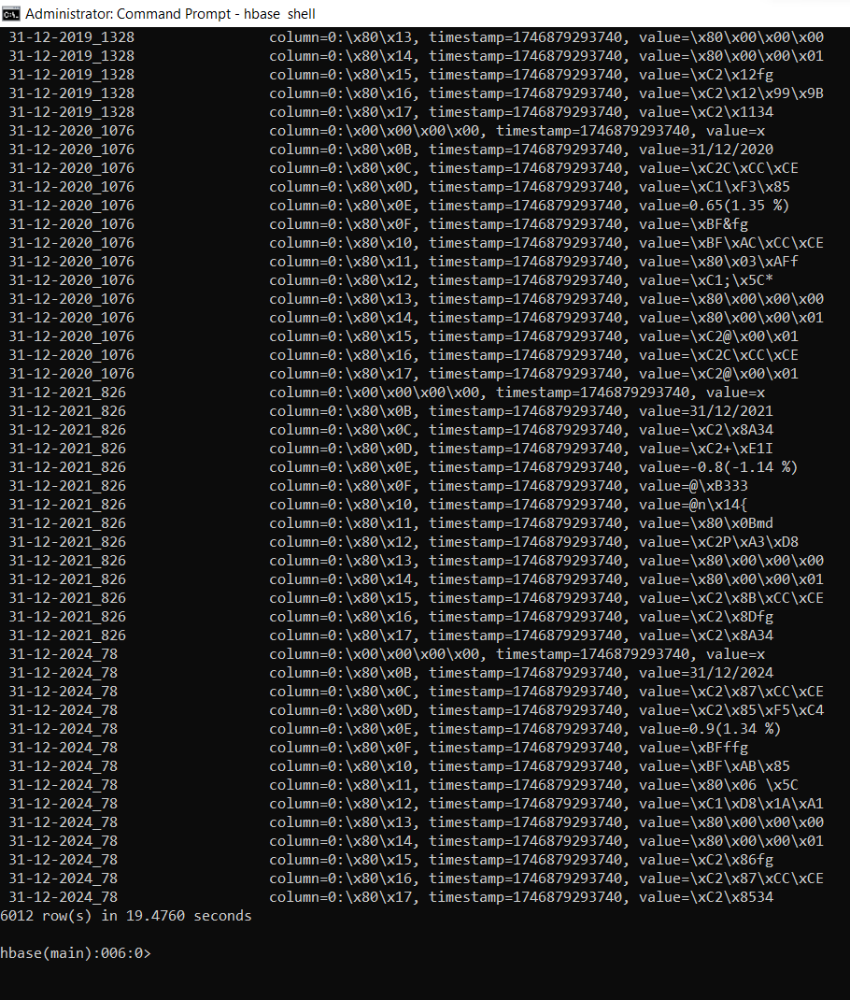 Administrator: Command Prompt - hbase  shell
31-12-2019_1328 column=0:\x80\x13, timestamp=1746879293740, value=\x80\x00\x00\x00
31-12-2019_1328 column=0:\x80\x14, timestamp=1746879293740, value=\x80\x00\x00\x01
31-12-2019_1328 column=0:\x80\x15, timestamp=1746879293740, value=\xC2\x12fg
31-12-2019_1328 column=0:\x80\x16, timestamp=1746879293740, value=\xC2\x12\x99\x9B
31-12-2019_1328 column=0:\x80\x17, timestamp=1746879293740, value=\xC2\x1134
31-12-2020_1076 column=0:\x00\x00\x00\x00, timestamp=1746879293740, value=x
31-12-2020_1076 column=0:\x80\x0B, timestamp=1746879293740, value=31/12/2020
31-12-2020_1076 column=0:\x80\x0C, timestamp=1746879293740, value=\xC2C\xCC\xCE
31-12-2020_1076 column=0:\x80\x0D, timestamp=1746879293740, value=\xC1\xF3\x85
31-12-2020_1076 column=0:\x80\x0E, timestamp=1746879293740, value=0.65(1.35 %)
31-12-2020_1076 column=0:\x80\x0F, timestamp=1746879293740, value=\xBF&fg
31-12-2020_1076 column=0:\x80\x10, timestamp=1746879293740, value=\xBF\xAC\xCC\xCE
31-12-2020_1076 column=0:\x80\x11, timestamp=1746879293740, value=\x80\x03\xAFf
31-12-2020_1076 column=0:\x80\x12, timestamp=1746879293740, value=\xC1;\x5C*
31-12-2020_1076 column=0:\x80\x13, timestamp=1746879293740, value=\x80\x00\x00\x00
31-12-2020_1076 column=0:\x80\x14, timestamp=1746879293740, value=\x80\x00\x00\x01
31-12-2020_1076 column=0:\x80\x15, timestamp=1746879293740, value=\xC2@\x00\x01
31-12-2020_1076 column=0:\x80\x16, timestamp=1746879293740, value=\xC2C\xCC\xCE
31-12-2020_1076 column=0:\x80\x17, timestamp=1746879293740, value=\xC2@\x00\x01
31-12-2021_826 column=0:\x00\x00\x00\x00, timestamp=1746879293740, value=x
31-12-2021_826 column=0:\x80\x0B, timestamp=1746879293740, value=31/12/2021
31-12-2021_826 column=0:\x80\x0C, timestamp=1746879293740, value=\xC2\x8A34
31-12-2021_826 column=0:\x80\x0D, timestamp=1746879293740, value=\xC2+\xE1I
31-12-2021_826 column=0:\x80\x0E, timestamp=1746879293740, value=-0.8(-1.14 %)
31-12-2021_826 column=0:\x80\x0F, timestamp=1746879293740, value=@\xB333
31-12-2021_826 column=0:\x80\x10, timestamp=1746879293740, value=@n\x14{
31-12-2021_826 column=0:\x80\x11, timestamp=1746879293740, value=\x80\x0Bmd
31-12-2021_826 column=0:\x80\x12, timestamp=1746879293740, value=\xC2P\xA3\xD8
31-12-2021_826 column=0:\x80\x13, timestamp=1746879293740, value=\x80\x00\x00\x00
31-12-2021_826 column=0:\x80\x14, timestamp=1746879293740, value=\x80\x00\x00\x01
31-12-2021_826 column=0:\x80\x15, timestamp=1746879293740, value=\xC2\x8B\xCC\xCE
31-12-2021_826 column=0:\x80\x16, timestamp=1746879293740, value=\xC2\x8Dfg
31-12-2021_826 column=0:\x80\x17, timestamp=1746879293740, value=\xC2\x8A34
31-12-2024_78 column=0:\x00\x00\x00\x00, timestamp=1746879293740, value=x
31-12-2024_78 column=0:\x80\x0B, timestamp=1746879293740, value=31/12/2024
31-12-2024_78 column=0:\x80\x0C, timestamp=1746879293740, value=\xC2\x87\xCC\xCE
31-12-2024_78 column=0:\x80\x0D, timestamp=1746879293740, value=\xC2\x85\xF5\xC4
31-12-2024_78 column=0:\x80\x0E, timestamp=1746879293740, value=0.9(1.34 %)
31-12-2024_78 column=0:\x80\x0F, timestamp=1746879293740, value=\xBFffg
31-12-2024_78 column=0:\x80\x10, timestamp=1746879293740, value=\xBF\xAB\x85
31-12-2024_78 column=0:\x80\x11, timestamp=1746879293740, value=\x80\x06 \x5C
31-12-2024_78 column=0:\x80\x12, timestamp=1746879293740, value=\xC1\xD8\x1A\xA1
31-12-2024_78 column=0:\x80\x13, timestamp=1746879293740, value=\x80\x00\x00\x00
31-12-2024_78 column=0:\x80\x14, timestamp=1746879293740, value=\x80\x00\x00\x01
31-12-2024_78 column=0:\x80\x15, timestamp=1746879293740, value=\xC2\x86fg
31-12-2024_78 column=0:\x80\x16, timestamp=1746879293740, value=\xC2\x87\xCC\xCE
31-12-2024_78 column=0:\x80\x17, timestamp=1746879293740, value=\xC2\x8534
6012 row(s) in 19.4760 seconds
hbase(main):006:0>